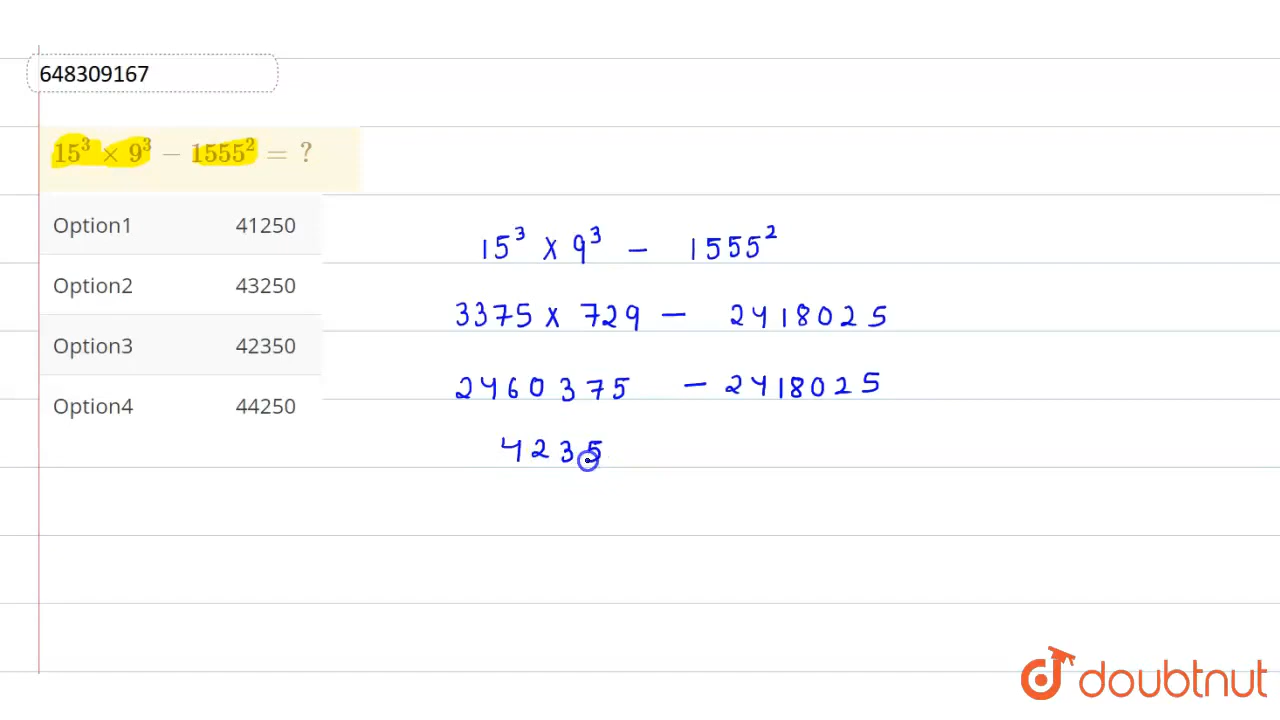 648309167
15³ × 9³ − 1555² = ?
Option1 41250
Option2 43250
Option3 42350
Option4 44250
15³ × 9³ − 1555²
3375 × 729 − 2418025
2460375 − 2418025
4235
doubtnut